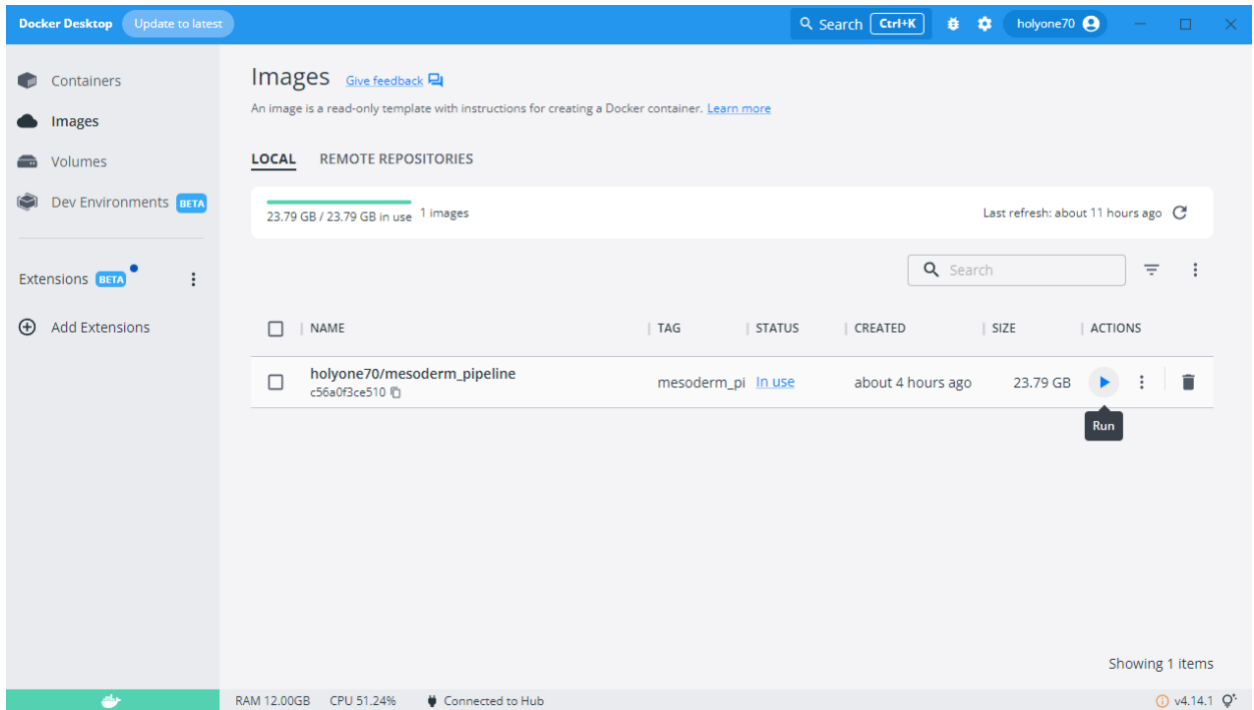 Docker Desktop Update to latest Search Ctrl+K holyone70
Containers
Images
Volumes
Dev Environments BETA
Extensions BETA
Add Extensions
Images Give feedback
An image is a read-only template with instructions for creating a Docker container. Learn more
LOCAL REMOTE REPOSITORIES
23.79 GB / 23.79 GB in use 1 images Last refresh: about 11 hours ago
Search
NAME TAG STATUS CREATED SIZE ACTIONS
holyone70/mesoderm_pipeline mesoderm_pi In use about 4 hours ago 23.79 GB
c56a0f3ce510
Run
Showing 1 items
RAM 12.00GB CPU 51.24% Connected to Hub v4.14.1